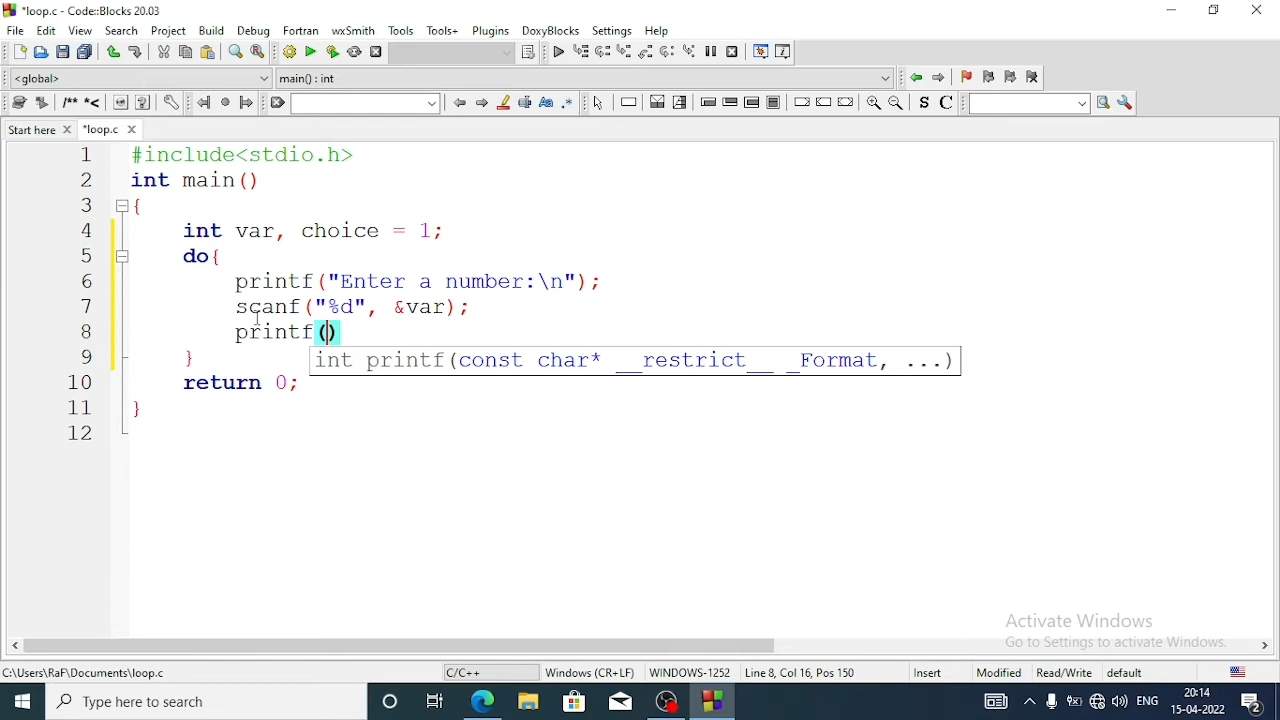 *loop.c - Code::Blocks 20.03
File Edit View Search Project Build Debug Fortran wxSmith Tools Tools+ Plugins DoxyBlocks Settings Help
<global> main() : int
/** *< S C
Start here *loop.c
1 #include<stdio.h>
2 int main()
3 {
4 int var, choice = 1;
5 do{
6 printf("Enter a number:\n");
7 scanf("%d", &var);
8 printf()
9 }
int printf(const char* __restrict__ _Format, ...)
10 return 0;
11 }
12
Activate Windows
Go to Settings to activate Windows.
C:\Users\RaF\Documents\loop.c C/C++ Windows (CR+LF) WINDOWS-1252 Line 8, Col 16, Pos 150 Insert Modified Read/Write default
Type here to search ENG 20:14
15-04-2022 2